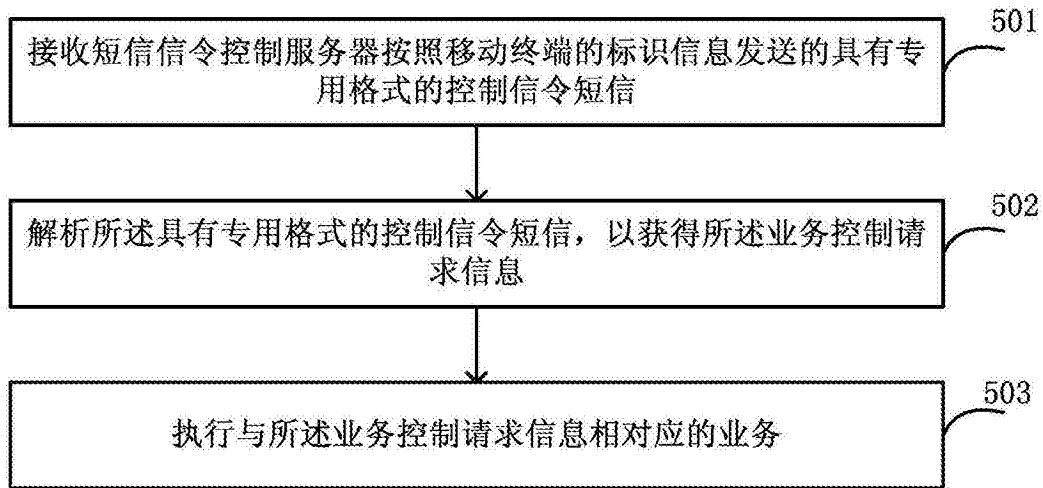 501
接收短信信令控制服务器按照移动终端的标识信息发送的具有专
用格式的控制信令短信
502
解析所述具有专用格式的控制信令短信，以获得所述业务控制请
求信息
503
执行与所述业务控制请求信息相对应的业务